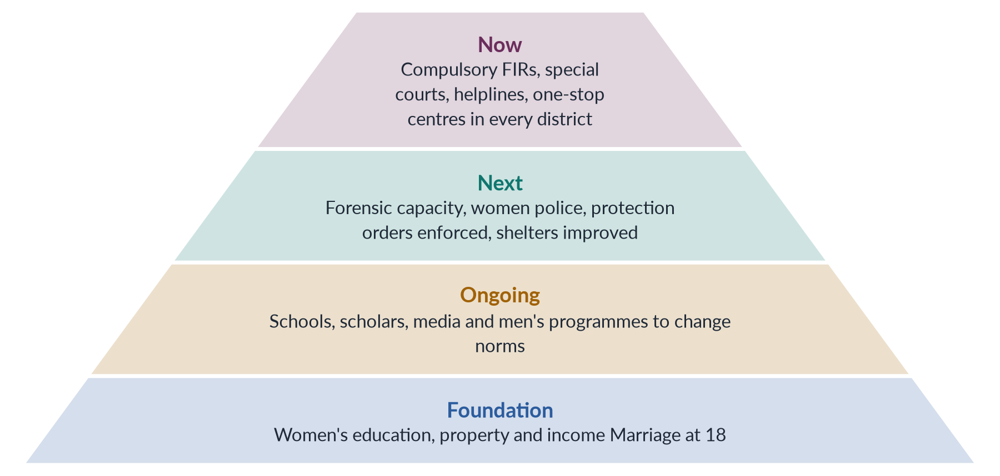 Now
Compulsory FIRs, special
courts, helplines, one-stop
centres in every district
Next
Forensic capacity, women police, protection
orders enforced, shelters improved
Ongoing
Schools, scholars, media and men's programmes to change
norms
Foundation
Women's education, property and income Marriage at 18